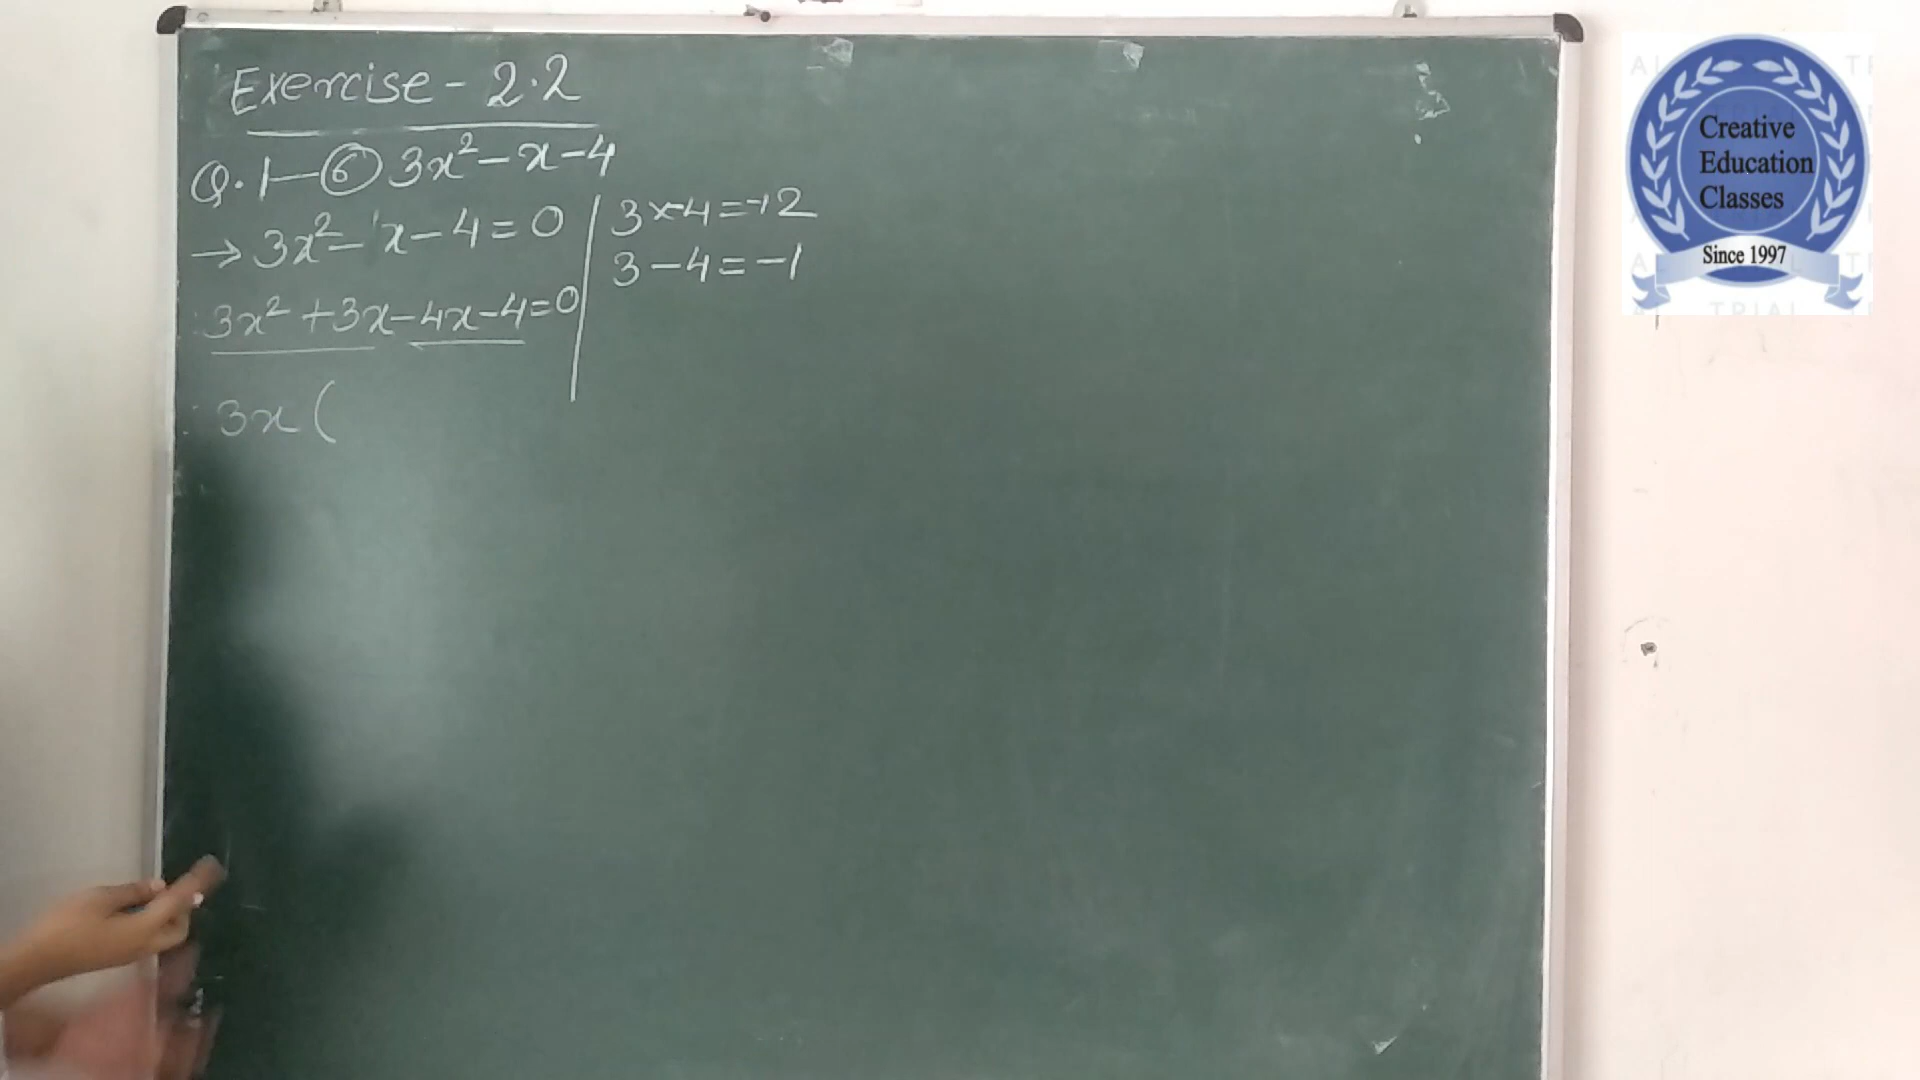 Exercise - 2.2
Q.1—⑥ 3x² - x - 4
→ 3x² - x - 4 = 0
3x² + 3x - 4x - 4 = 0
3x (
3 × -4 = -12
3 - 4 = -1
Creative
Education
Classes
Since 1997